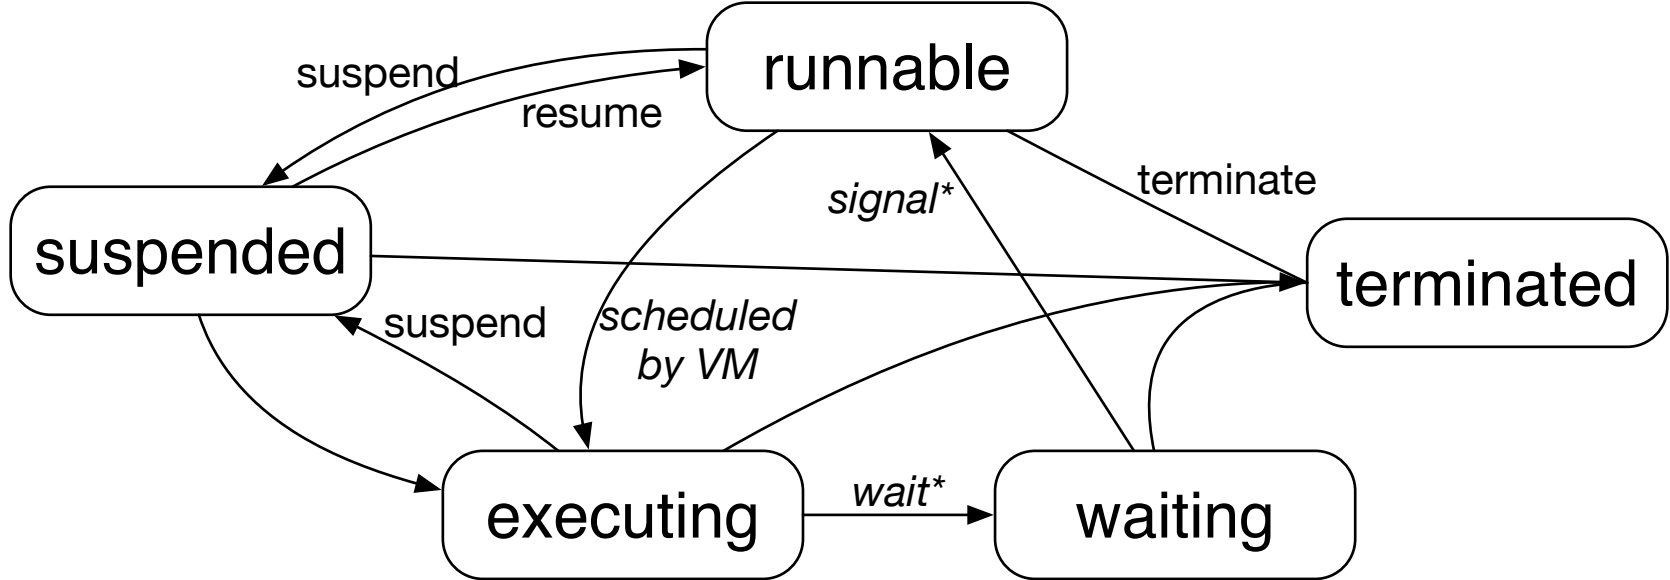 runnable
suspend
resume
terminate
signal*
suspended
terminated
suspend
scheduled
by VM
wait*
executing
waiting